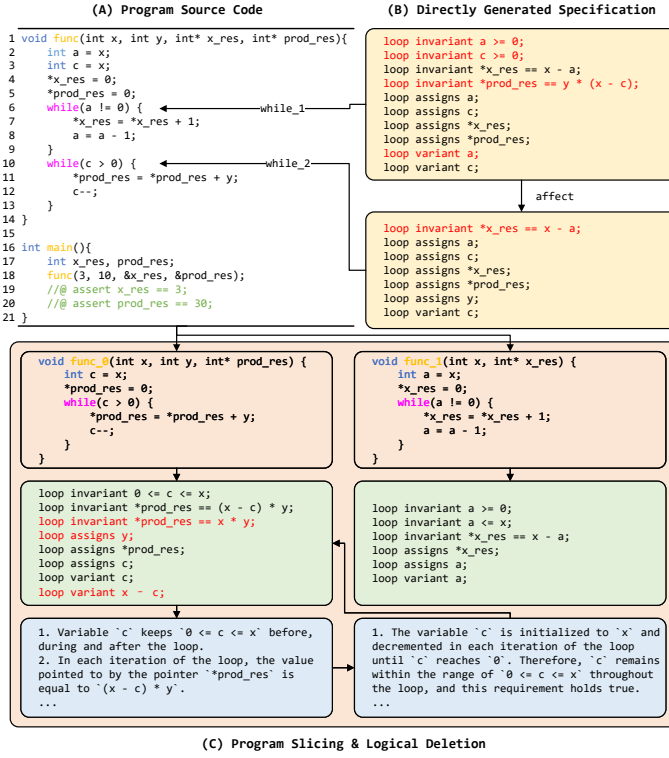 (A) Program Source Code
1 void func(int x, int y, int* x_res, int* prod_res){
2     int a = x;
3     int c = x;
4     *x_res = 0;
5     *prod_res = 0;
6     while(a != 0) {
7         *x_res = *x_res + 1;
8         a = a - 1;
9     }
10     while(c > 0) {
11         *prod_res = *prod_res + y;
12         c--;
13     }
14 }
15
16 int main(){
17     int x_res, prod_res;
18     func(3, 10, &x_res, &prod_res);
19     //@ assert x_res == 3;
20     //@ assert prod_res == 30;
21 }
while_1
while_2
(B) Directly Generated Specification
loop invariant a >= 0;
loop invariant c >= 0;
loop invariant *x_res == x - a;
loop invariant *prod_res == y * (x - c);
loop assigns a;
loop assigns c;
loop assigns *x_res;
loop assigns *prod_res;
loop variant a;
loop variant c;
affect
loop invariant *x_res == x - a;
loop assigns a;
loop assigns c;
loop assigns *x_res;
loop assigns *prod_res;
loop assigns y;
loop variant c;
void func_0(int x, int y, int* prod_res) {
    int c = x;
    *prod_res = 0;
    while(c > 0) {
        *prod_res = *prod_res + y;
        c--;
    }
}
void func_1(int x, int* x_res) {
    int a = x;
    *x_res = 0;
    while(a != 0) {
        *x_res = *x_res + 1;
        a = a - 1;
    }
}
loop invariant 0 <= c <= x;
loop invariant *prod_res == (x - c) * y;
loop invariant *prod_res == x * y;
loop assigns y;
loop assigns *prod_res;
loop assigns c;
loop variant c;
loop variant x - c;
loop invariant a >= 0;
loop invariant a <= x;
loop invariant *x_res == x - a;
loop assigns *x_res;
loop assigns a;
loop variant a;
1. Variable `c` keeps `0 <= c <= x` before,
during and after the loop.
2. In each iteration of the loop, the value
pointed to by the pointer `*prod_res` is
equal to `(x - c) * y`.
...
1. The variable `c` is initialized to `x` and
decremented in each iteration of the loop
until `c` reaches `0`. Therefore, `c` remains
within the range of `0 <= c <= x` throughout
the loop, and this requirement holds true.
...
(C) Program Slicing & Logical Deletion